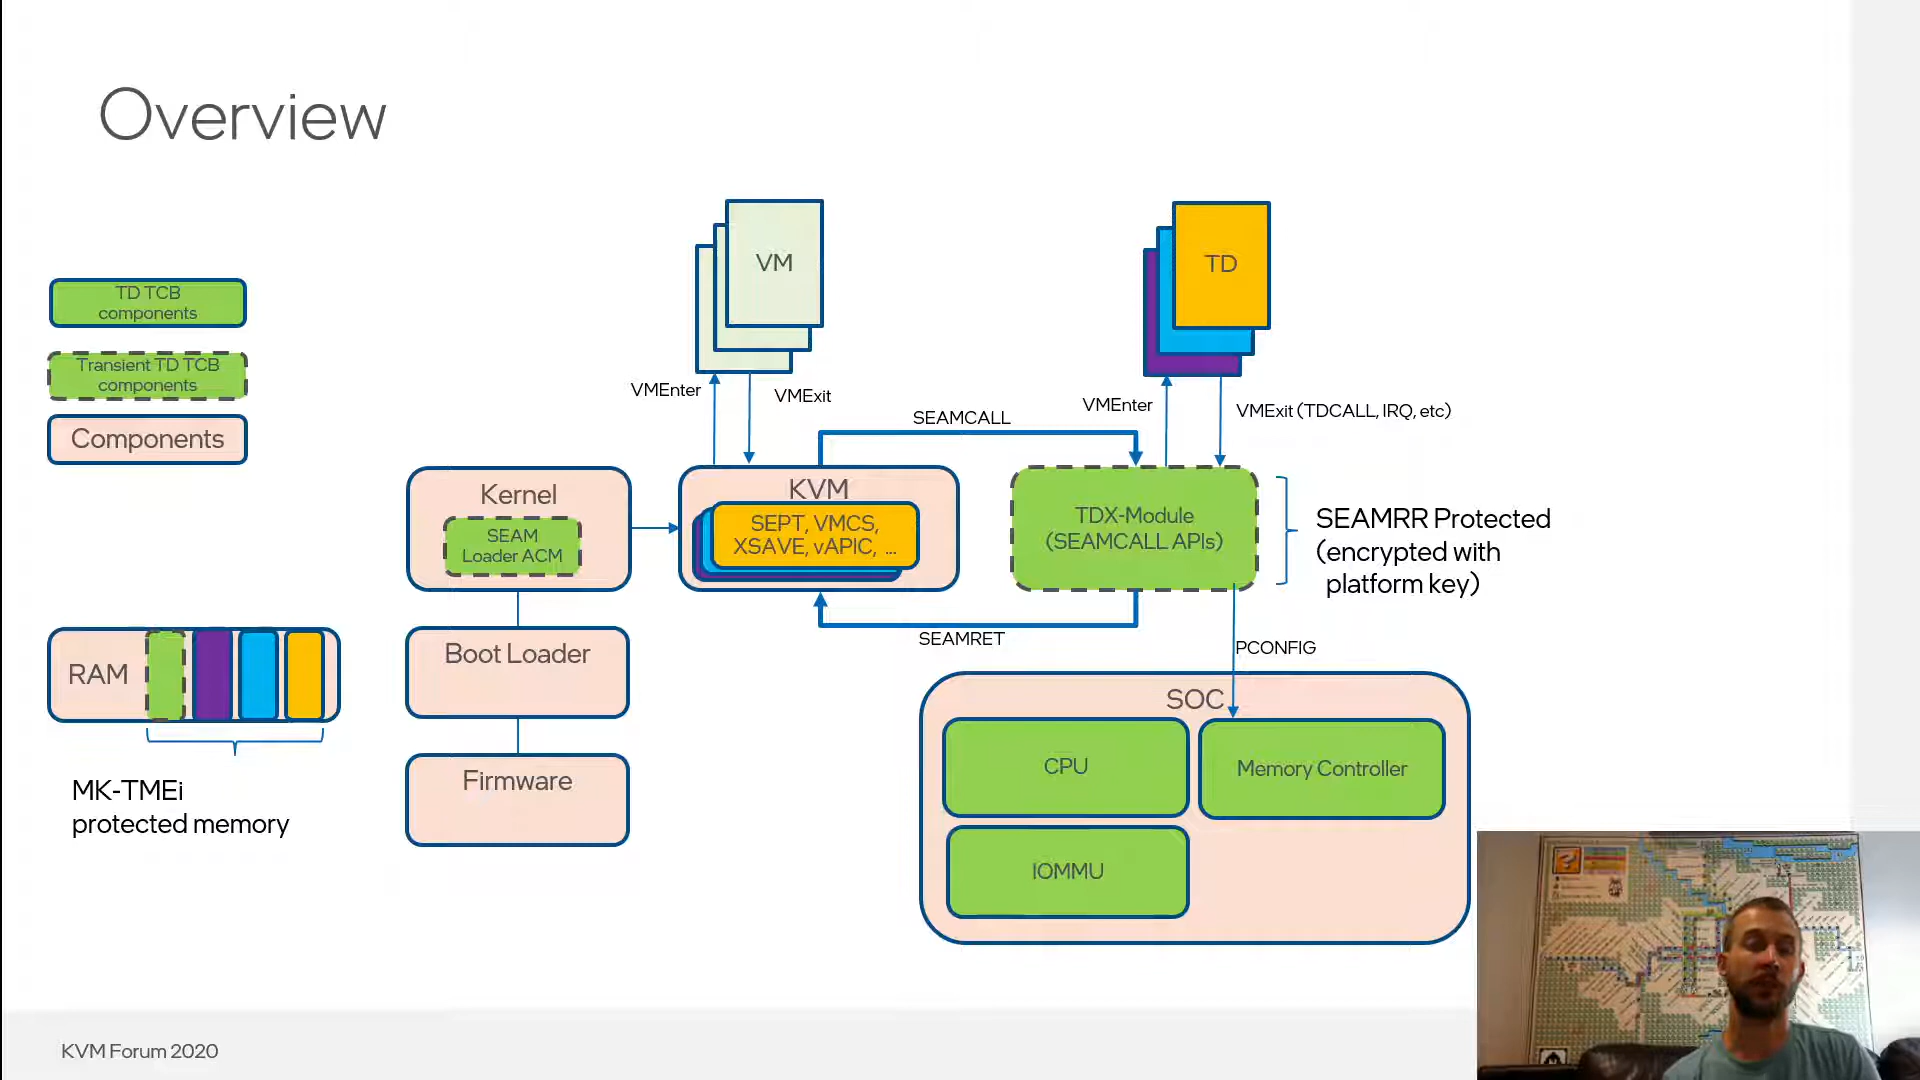 Overview
TD TCB
components
Transient TD TCB
components
Components
VM
TD
VMEnter
VMExit
VMEnter
VMExit (TDCALL, IRQ, etc)
SEAMCALL
Kernel
SEAM
Loader ACM
KVM
SEPT, VMCS,
XSAVE, vAPIC, ...
TDX-Module
(SEAMCALL APIs)
SEAMRR Protected
(encrypted with
platform key)
SEAMRET
PCONFIG
RAM
MK-TMEi
protected memory
Boot Loader
Firmware
SOC
CPU
Memory Controller
IOMMU
KVM Forum 2020